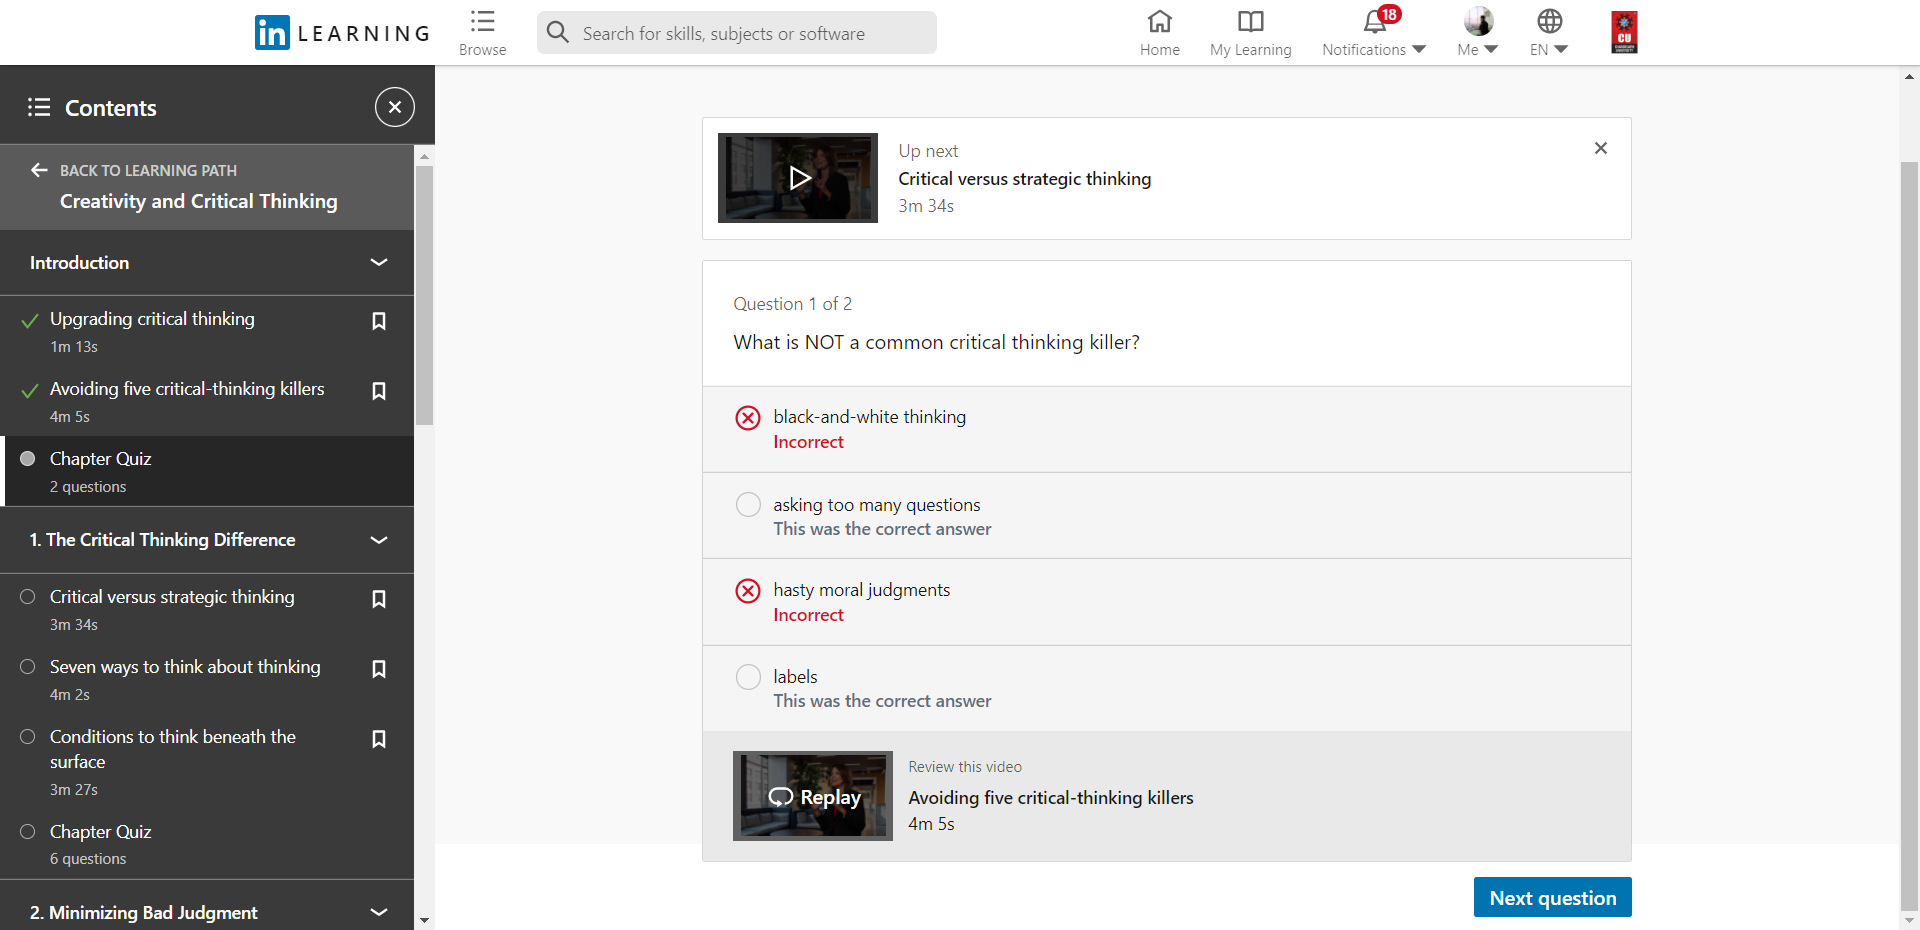 in LEARNING
Browse
Search for skills, subjects or software
Home
My Learning
18
Notifications
Me
EN
CU
Contents
BACK TO LEARNING PATH
Creativity and Critical Thinking
Introduction
Upgrading critical thinking
1m 13s
Avoiding five critical-thinking killers
4m 5s
Chapter Quiz
2 questions
1. The Critical Thinking Difference
Critical versus strategic thinking
3m 34s
Seven ways to think about thinking
4m 2s
Conditions to think beneath the
surface
3m 27s
Chapter Quiz
6 questions
2. Minimizing Bad Judgment
Up next
Critical versus strategic thinking
3m 34s
Question 1 of 2
What is NOT a common critical thinking killer?
black-and-white thinking
Incorrect
asking too many questions
This was the correct answer
hasty moral judgments
Incorrect
labels
This was the correct answer
Replay
Review this video
Avoiding five critical-thinking killers
4m 5s
Next question